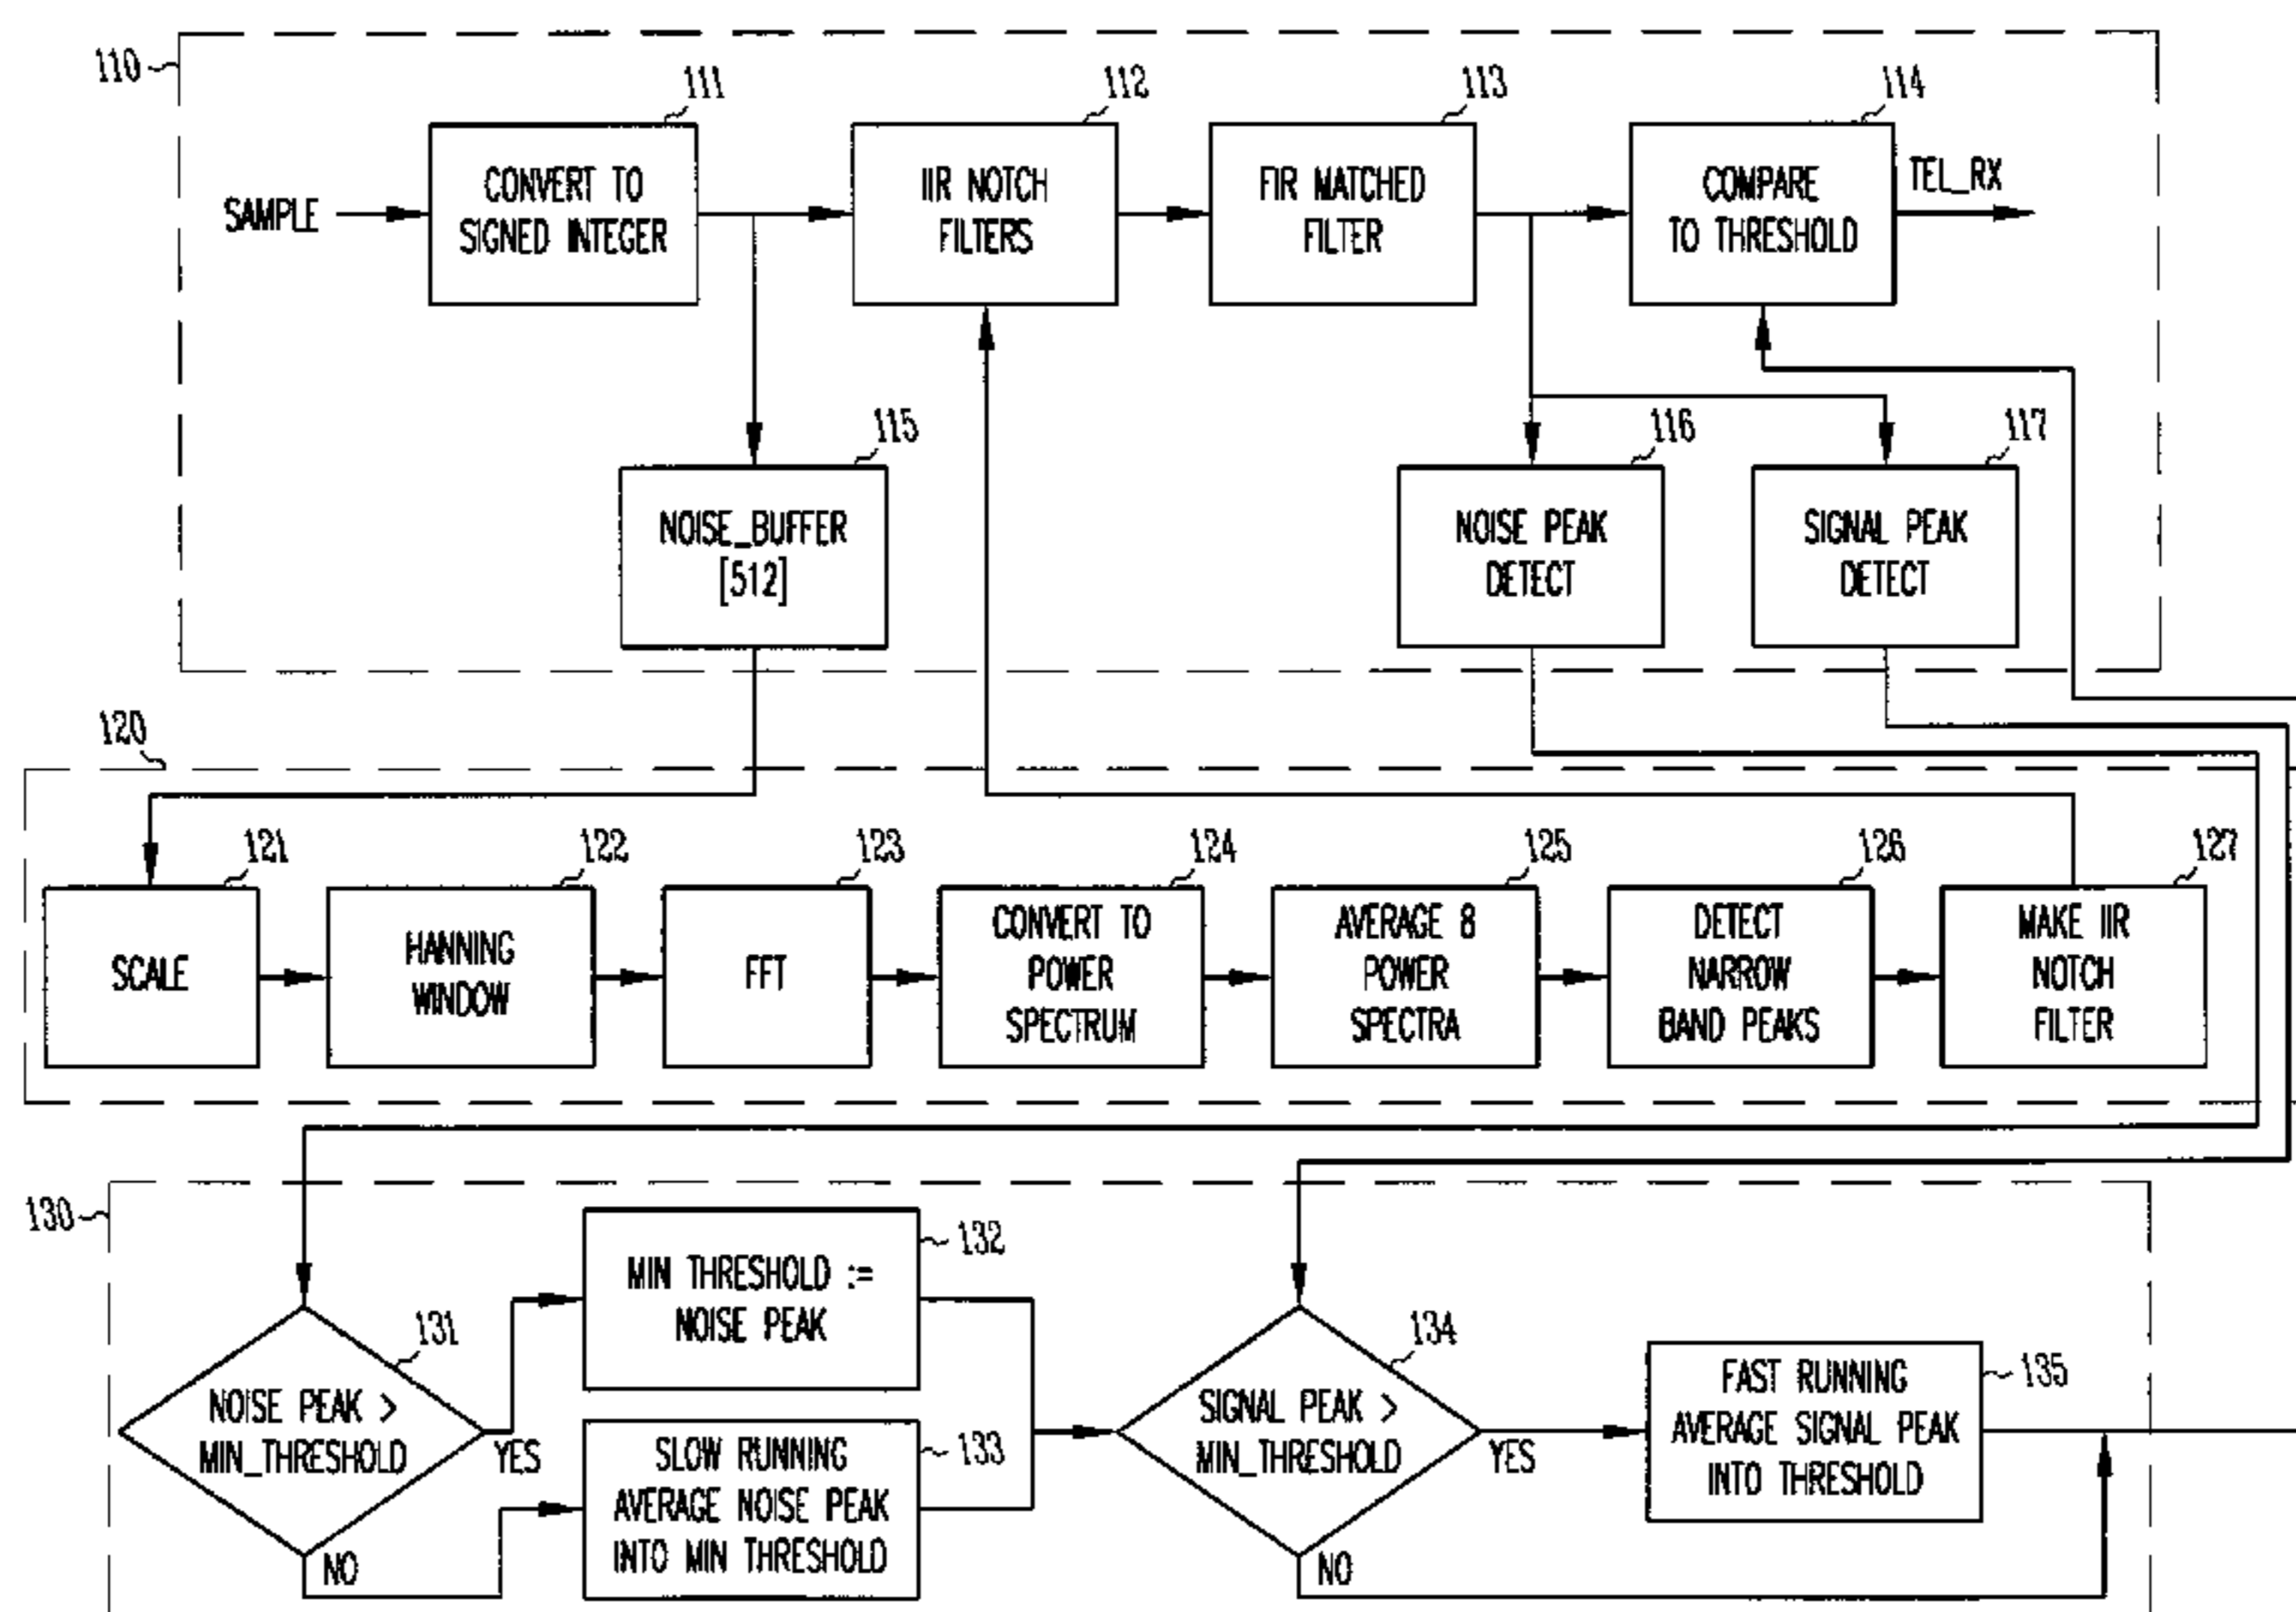 110
111
112
113
114
SAMPLE
CONVERT TO
SIGNED INTEGER
IIR NOTCH
FILTERS
FIR MATCHED
FILTER
COMPARE
TO THRESHOLD
TEL_RX
115
116
117
NOISE_BUFFER
[512]
NOISE PEAK
DETECT
SIGNAL PEAK
DETECT
120
121
122
123
124
125
126
127
SCALE
HANNING
WINDOW
FFT
CONVERT TO
POWER
SPECTRUM
AVERAGE 8
POWER
SPECTRA
DETECT
NARROW
BAND PEAKS
MAKE IIR
NOTCH
FILTER
130
131
NOISE PEAK >
MIN_THRESHOLD
YES
NO
132
MIN THRESHOLD :=
NOISE PEAK
133
SLOW RUNNING
AVERAGE NOISE PEAK
INTO MIN THRESHOLD
134
SIGNAL PEAK >
MIN_THRESHOLD
YES
NO
135
FAST RUNNING
AVERAGE SIGNAL PEAK
INTO THRESHOLD